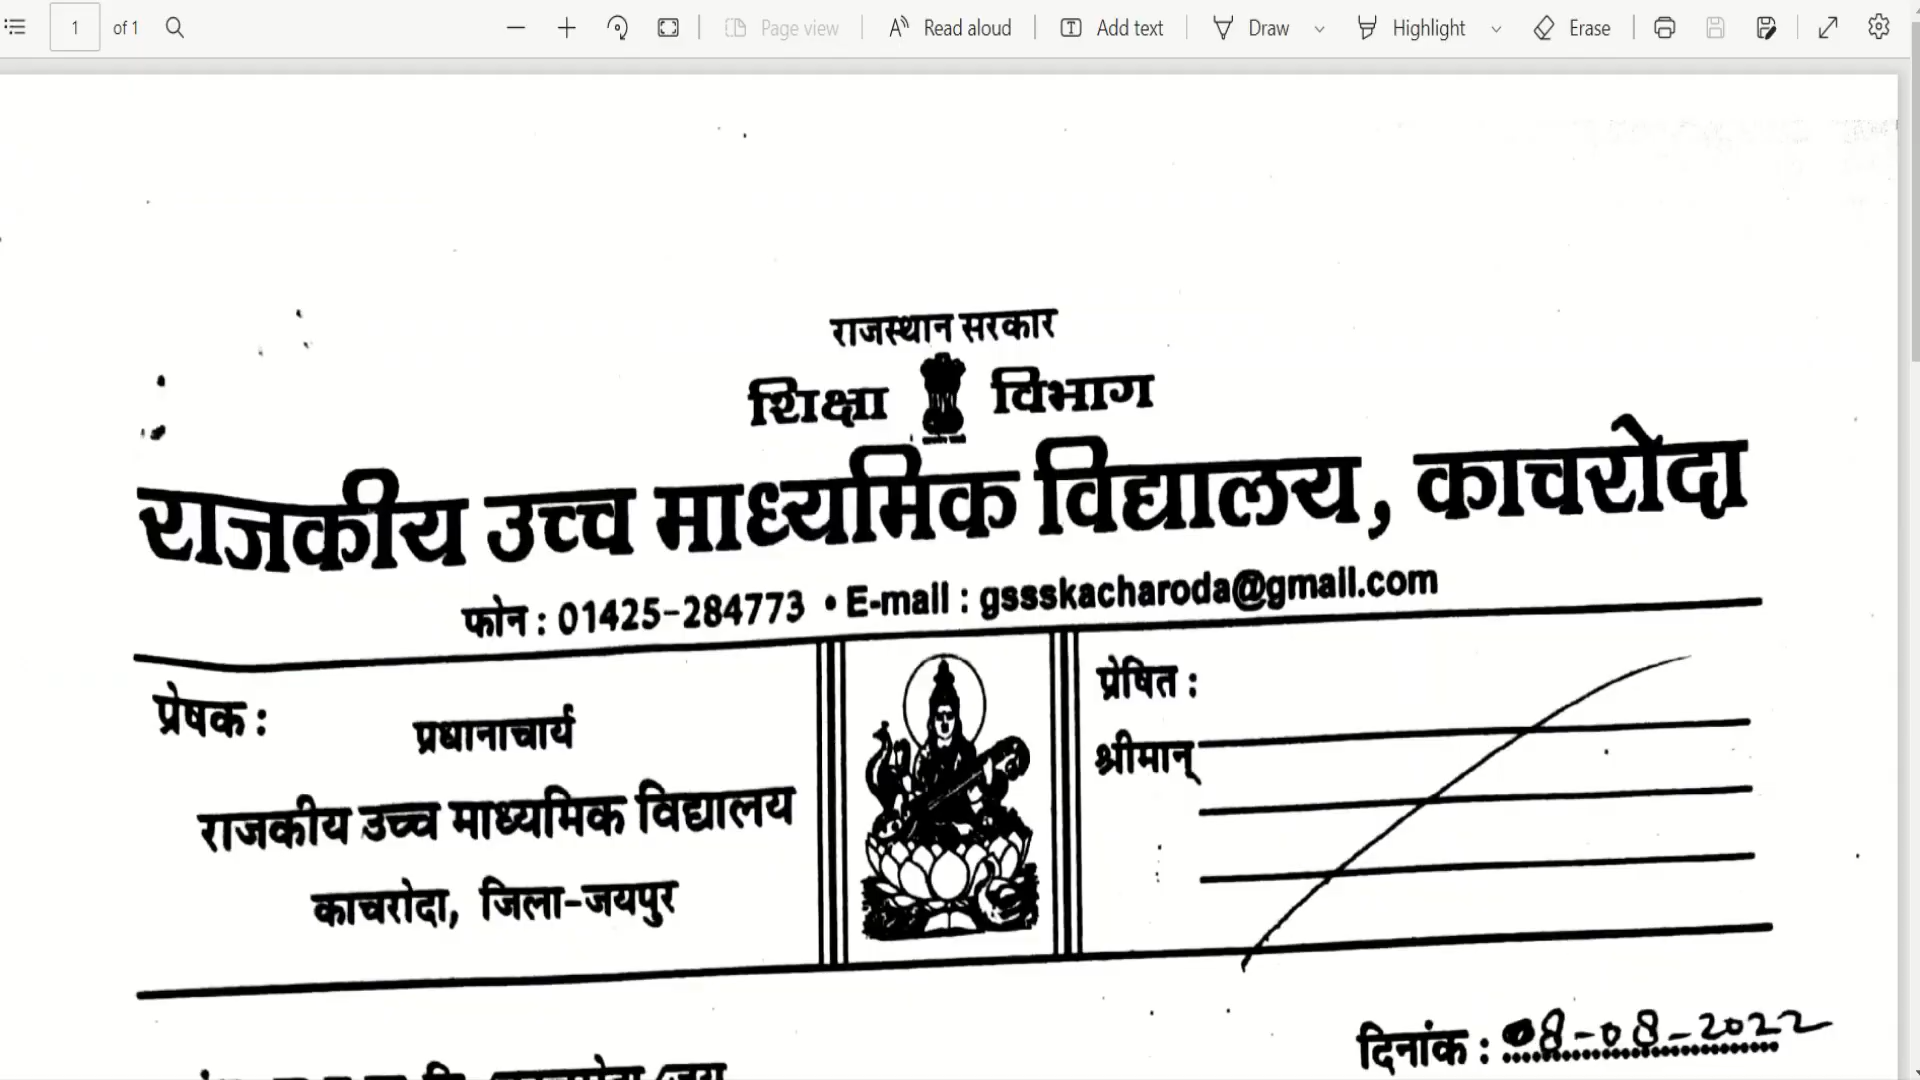 1 of 1 Page view Read aloud Add text Draw Highlight Erase
राजस्थान सरकार
शिक्षा विभाग
राजकीय उच्च माध्यमिक विद्यालय, काचरोदा
फोन : 01425-284773 • E-mail : gssskacharoda@gmail.com
प्रेषक :
प्रधानाचार्य
राजकीय उच्च माध्यमिक विद्यालय
काचरोदा, जिला-जयपुर
प्रेषित :
श्रीमान्
दिनांक : 08-08-2022